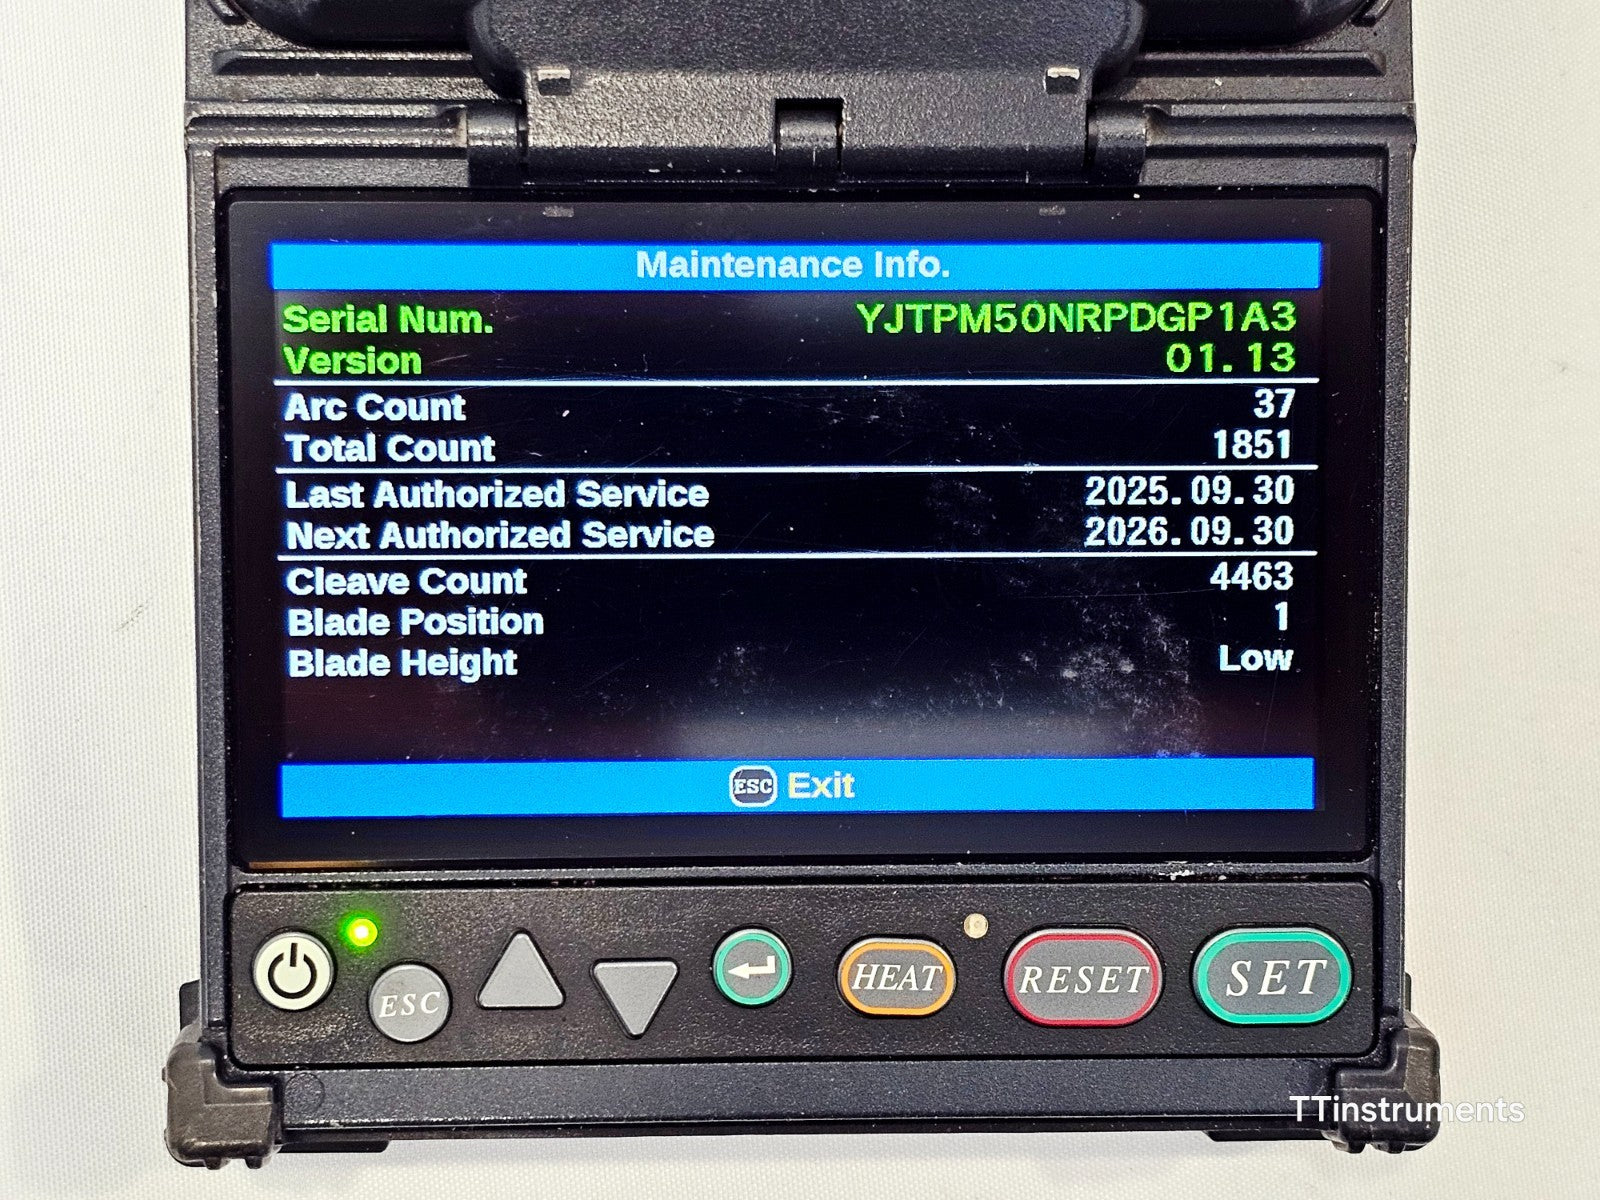 Maintenance Info.
Serial Num. YJTPM50NRPDGP1A3
Version 01.13
Arc Count 37
Total Count 1851
Last Authorized Service 2025.09.30
Next Authorized Service 2026.09.30
Cleave Count 4463
Blade Position 1
Blade Height Low
ESC Exit
ESC HEAT RESET SET
TTinstruments